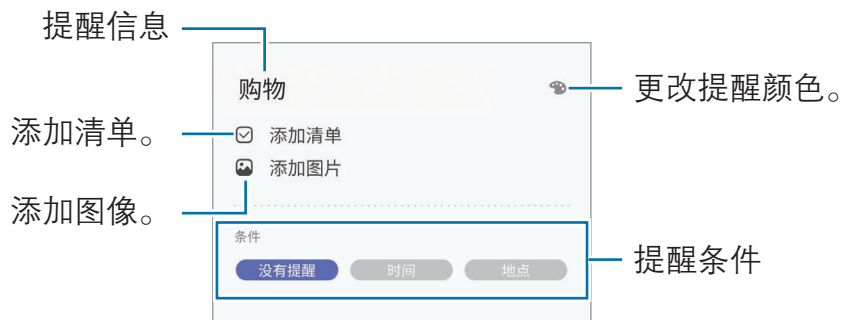 提醒信息
购物
更改提醒颜色。
添加清单。
添加清单
添加图片
添加图像。
条件
没有提醒 时间 地点
提醒条件